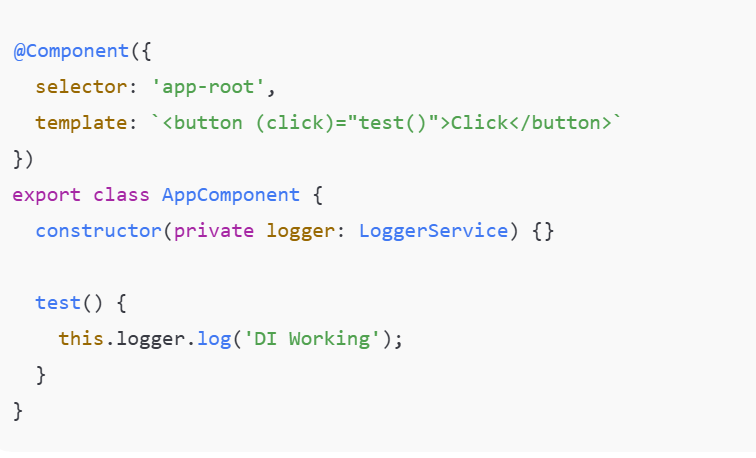 @Component({
  selector: 'app-root',
  template: `<button (click)="test()">Click</button>`
})
export class AppComponent {
  constructor(private logger: LoggerService) {}

  test() {
    this.logger.log('DI Working');
  }
}